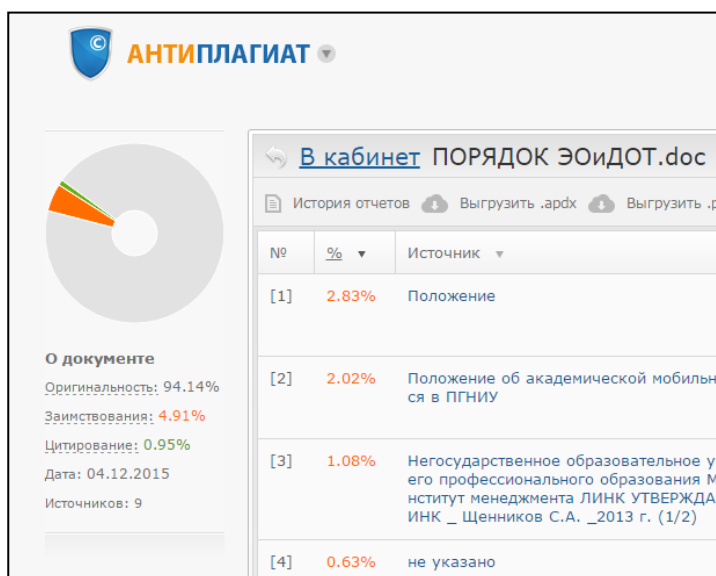 ©
АНТИПЛАГИАТ
О документе
Оригинальность: 94.14%
Заимствования: 4.91%
Цитирование: 0.95%
Дата: 04.12.2015
Источников: 9
В кабинет ПОРЯДОК ЭОиДОТ.doc
История отчетов Выгрузить .apdx Выгрузить .p
№ % Источник
[1] 2.83% Положение
[2] 2.02% Положение об академической мобильн
ся в ПГНИУ
[3] 1.08% Негосударственное образовательное у
его профессионального образования М
нститут менеджмента ЛИНК УТВЕРЖДА
ИНК _ Щенников С.А. _2013 г. (1/2)
[4] 0.63% не указано